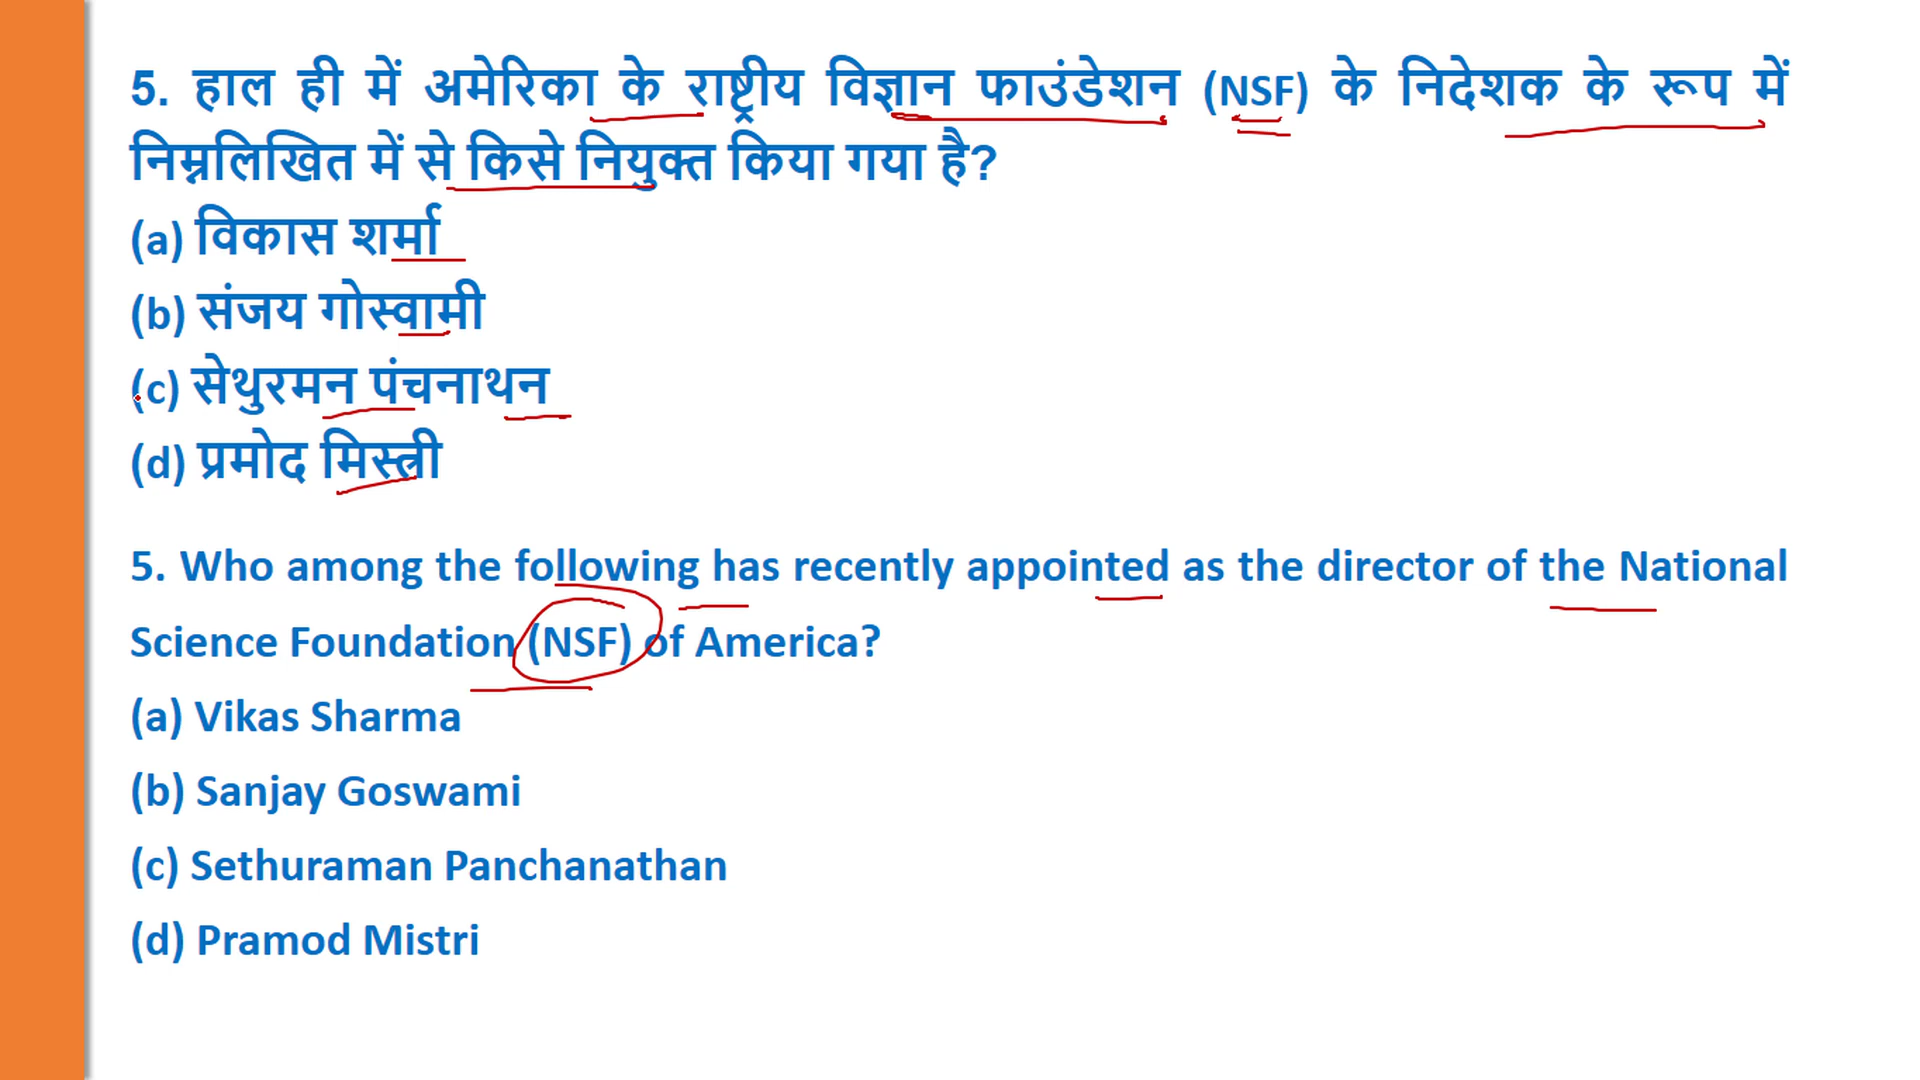 5. हाल ही में अमेरिका के राष्ट्रीय विज्ञान फाउंडेशन (NSF) के निदेशक के रूप में
निम्नलिखित में से किसे नियुक्त किया गया है?
(a) विकास शर्मा
(b) संजय गोस्वामी
(c) सेथुरमन पंचनाथन
(d) प्रमोद मिस्त्री
5. Who among the following has recently appointed as the director of the National
Science Foundation (NSF) of America?
(a) Vikas Sharma
(b) Sanjay Goswami
(c) Sethuraman Panchanathan
(d) Pramod Mistri